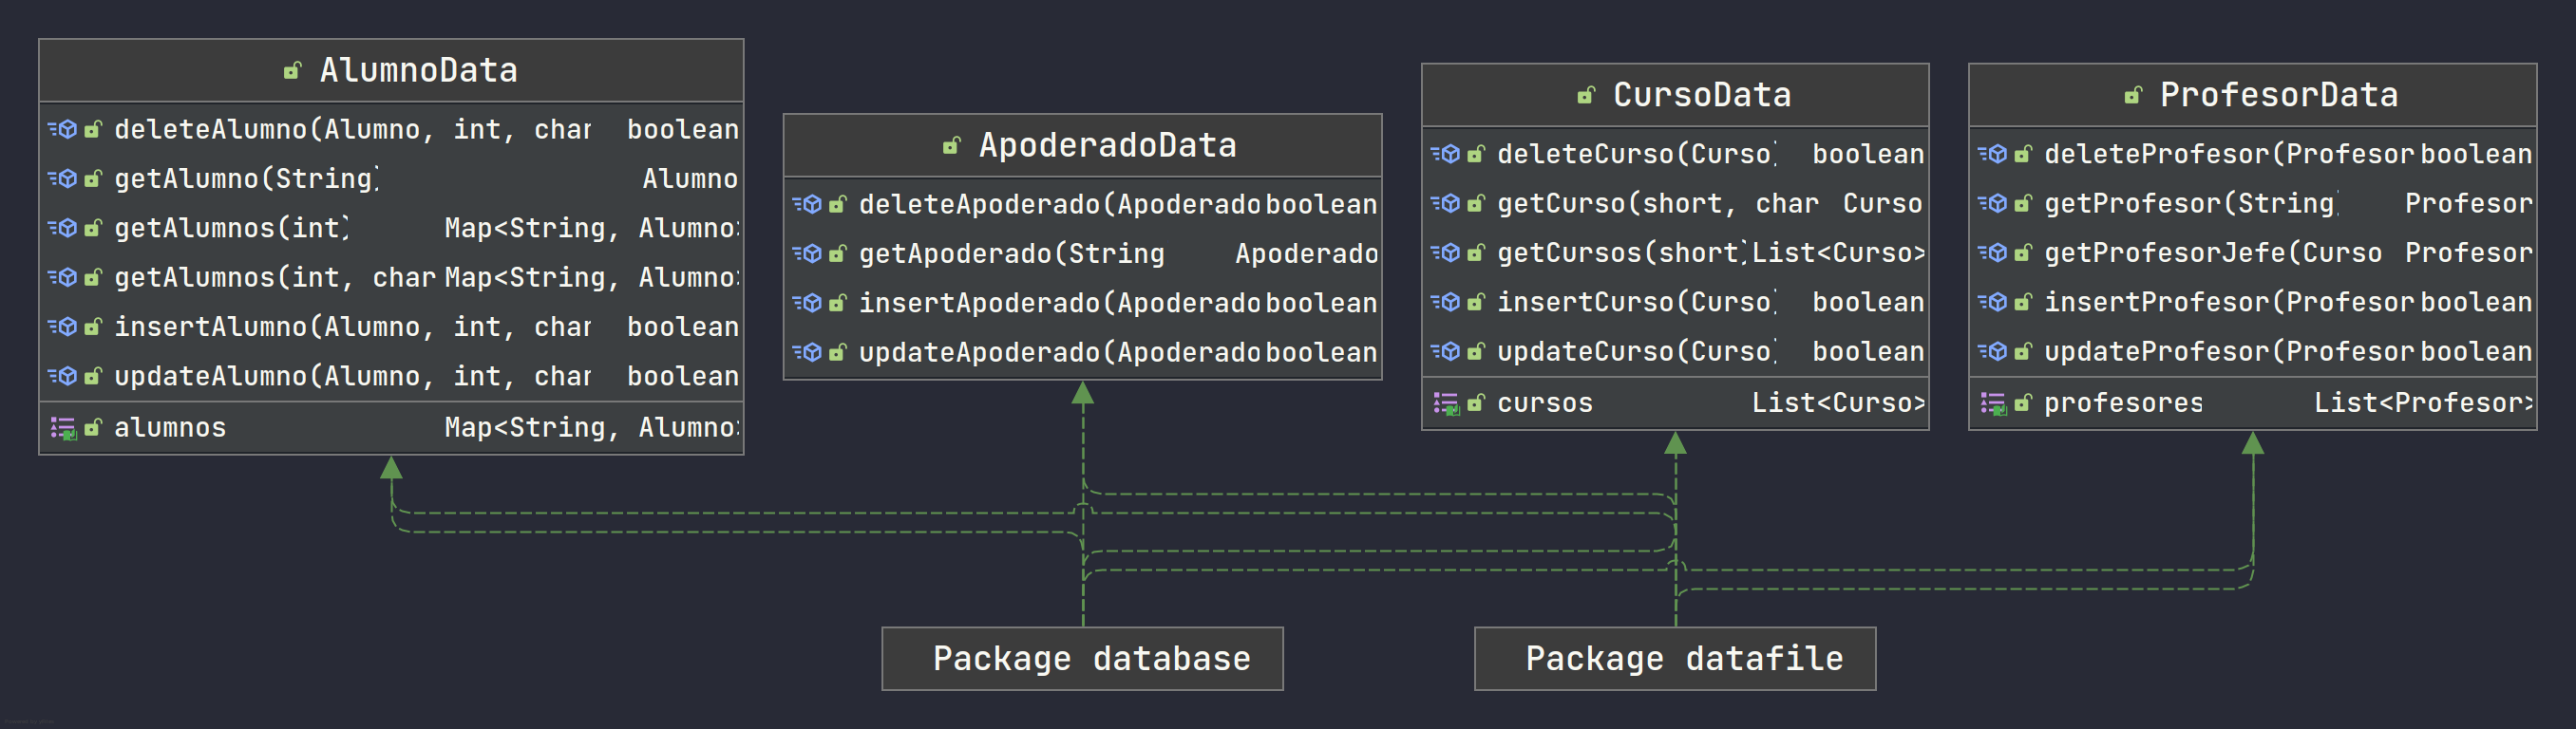 AlumnoData
deleteAlumno(Alumno, int, char boolean
getAlumno(String) Alumno
getAlumnos(int) Map<String, Alumno>
getAlumnos(int, char Map<String, Alumno>
insertAlumno(Alumno, int, char boolean
updateAlumno(Alumno, int, char boolean
alumnos Map<String, Alumno>
ApoderadoData
deleteApoderado(Apoderado boolean
getApoderado(String Apoderado
insertApoderado(Apoderado boolean
updateApoderado(Apoderado boolean
CursoData
deleteCurso(Curso) boolean
getCurso(short, char Curso
getCursos(short) List<Curso>
insertCurso(Curso) boolean
updateCurso(Curso) boolean
cursos List<Curso>
ProfesorData
deleteProfesor(Profesor boolean
getProfesor(String) Profesor
getProfesorJefe(Curso Profesor
insertProfesor(Profesor boolean
updateProfesor(Profesor boolean
profesores List<Profesor>
Package database
Package datafile